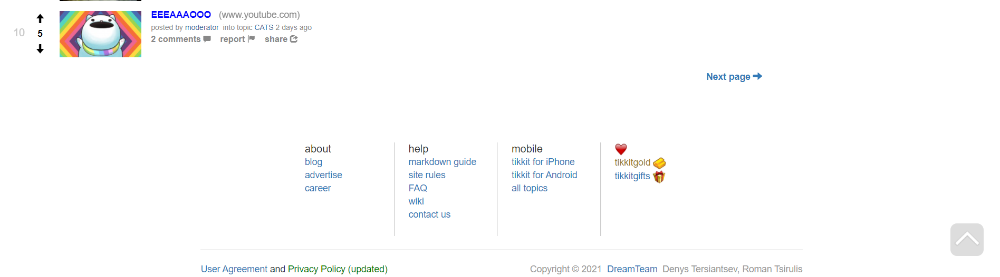 10
5
EEEAAAOOO (www.youtube.com)
posted by moderator into topic CATS 2 days ago
2 comments report share
Next page
about
blog
advertise
career
help
markdown guide
site rules
FAQ
wiki
contact us
mobile
tikkit for iPhone
tikkit for Android
all topics
tikkitgold
tikkitgifts
User Agreement and Privacy Policy (updated)
Copyright © 2021 DreamTeam Denys Tersiantsev, Roman Tsirulis